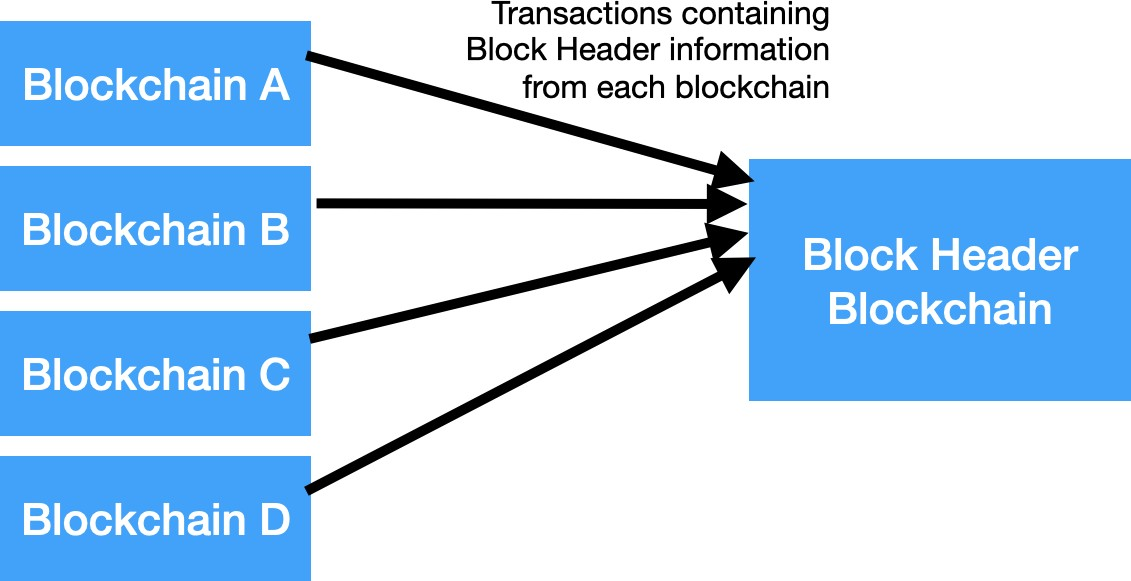 Transactions containing
Block Header information
from each blockchain
Blockchain A
Blockchain B
Blockchain C
Blockchain D
Block Header
Blockchain